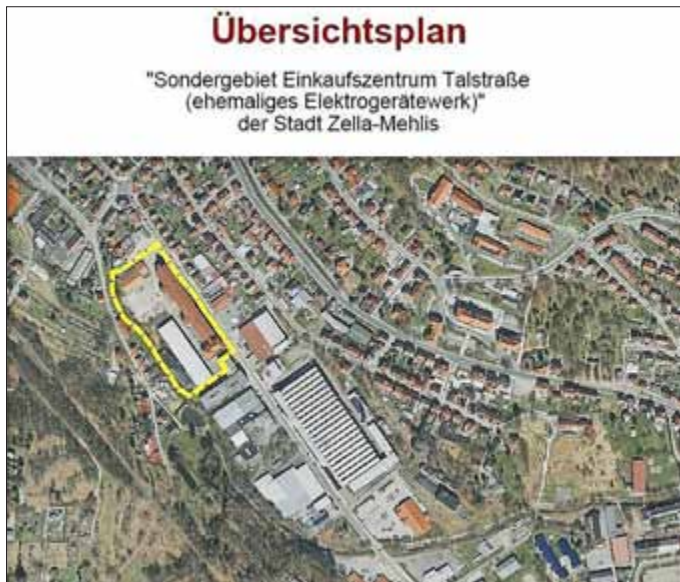 Übersichtsplan
"Sondergebiet Einkaufszentrum Talstraße
(ehemaliges Elektrogerätewerk)"
der Stadt Zella-Mehlis